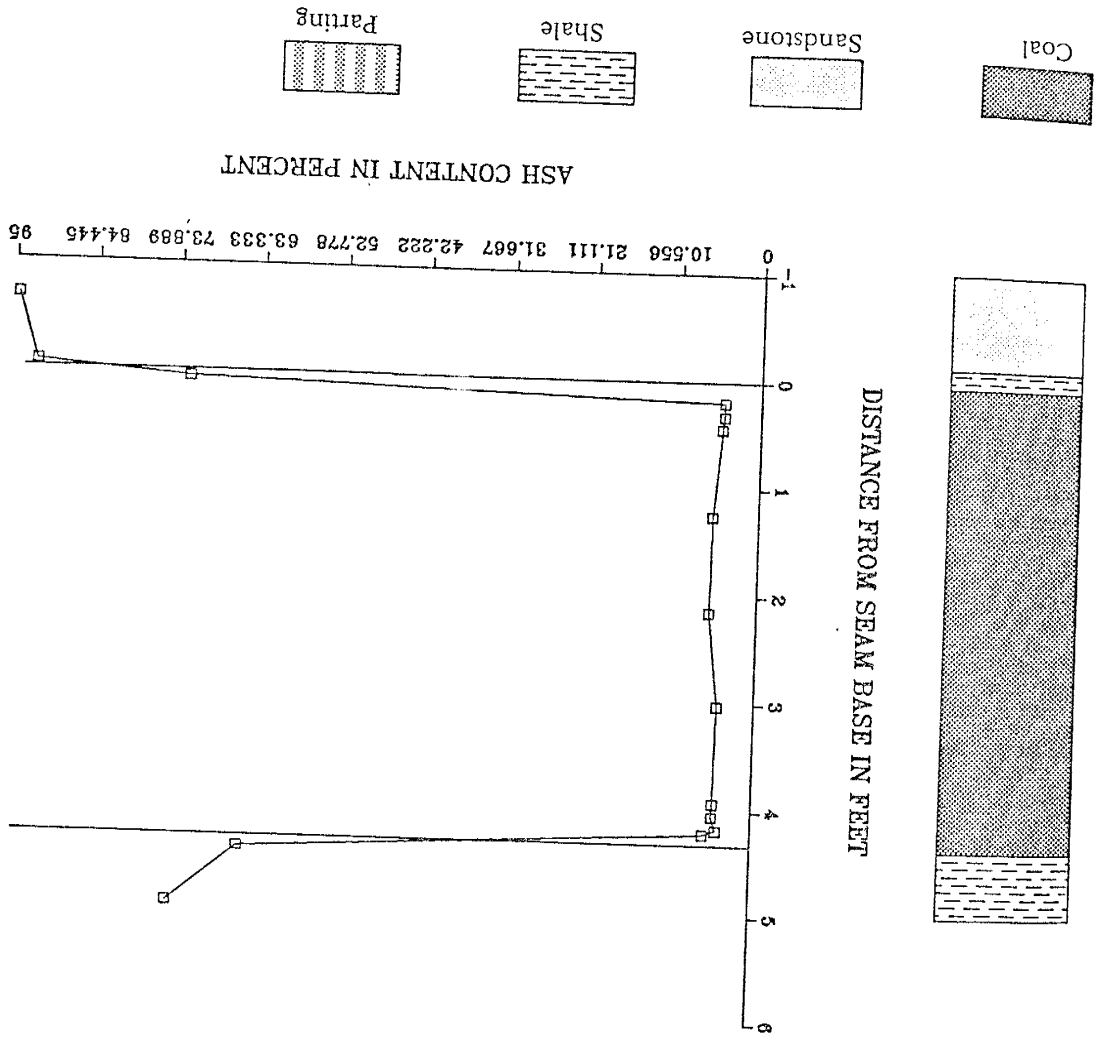 6
5
4
3
2
1
0
-1
DISTANCE FROM SEAM BASE IN FEET
0 10.556 21.111 31.667 42.222 52.778 63.333 73.889 84.445 95
ASH CONTENT IN PERCENT
Coal Sandstone Shale Parting